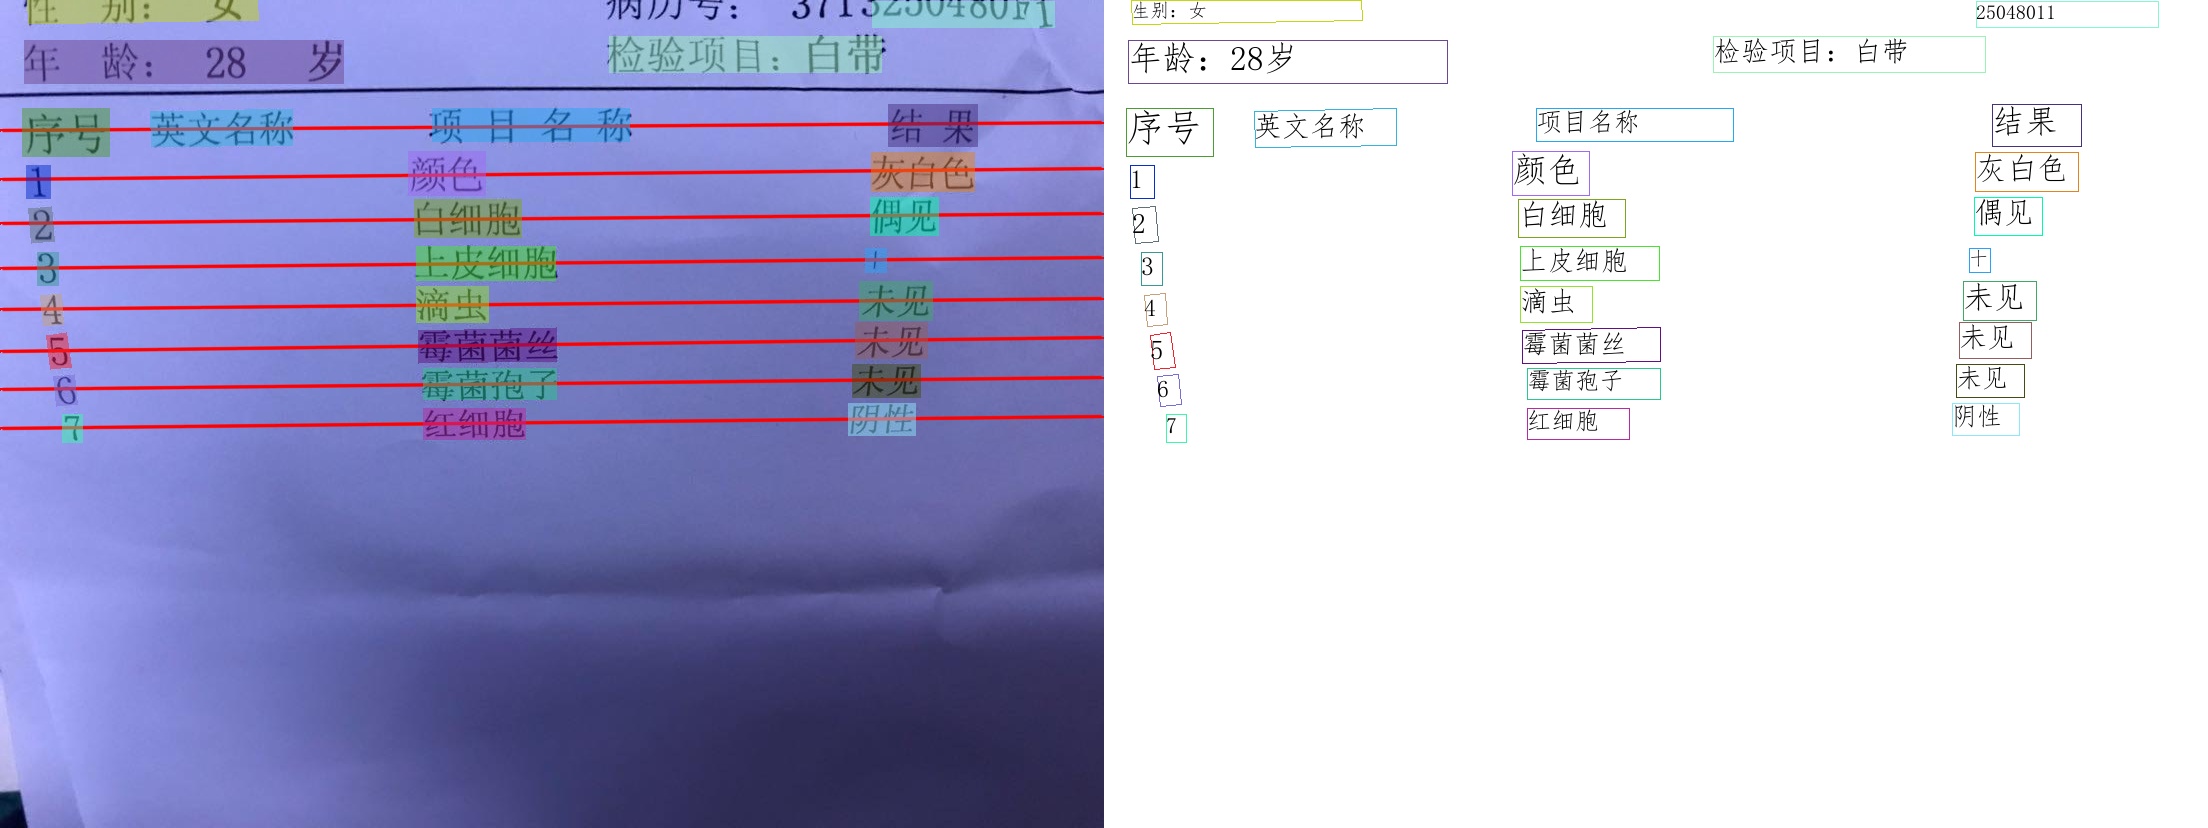 性 别： 女 病历号： 371325048011
年 龄： 28 岁 检验项目：白带
序号 英文名称 项 目 名 称 结 果
1 颜色 灰白色
2 白细胞 偶见
3 上皮细胞 +
4 滴虫 未见
5 霉菌菌丝 未见
6 霉菌孢子 未见
7 红细胞 阴性
生别：女 25048011
年龄：28岁 检验项目：白带
序号 英文名称 项目名称 结果
1 颜色 灰白色
2 白细胞 偶见
3 上皮细胞 十
4 滴虫 未见
5 霉菌菌丝 未见
6 霉菌孢子 未见
7 红细胞 阴性